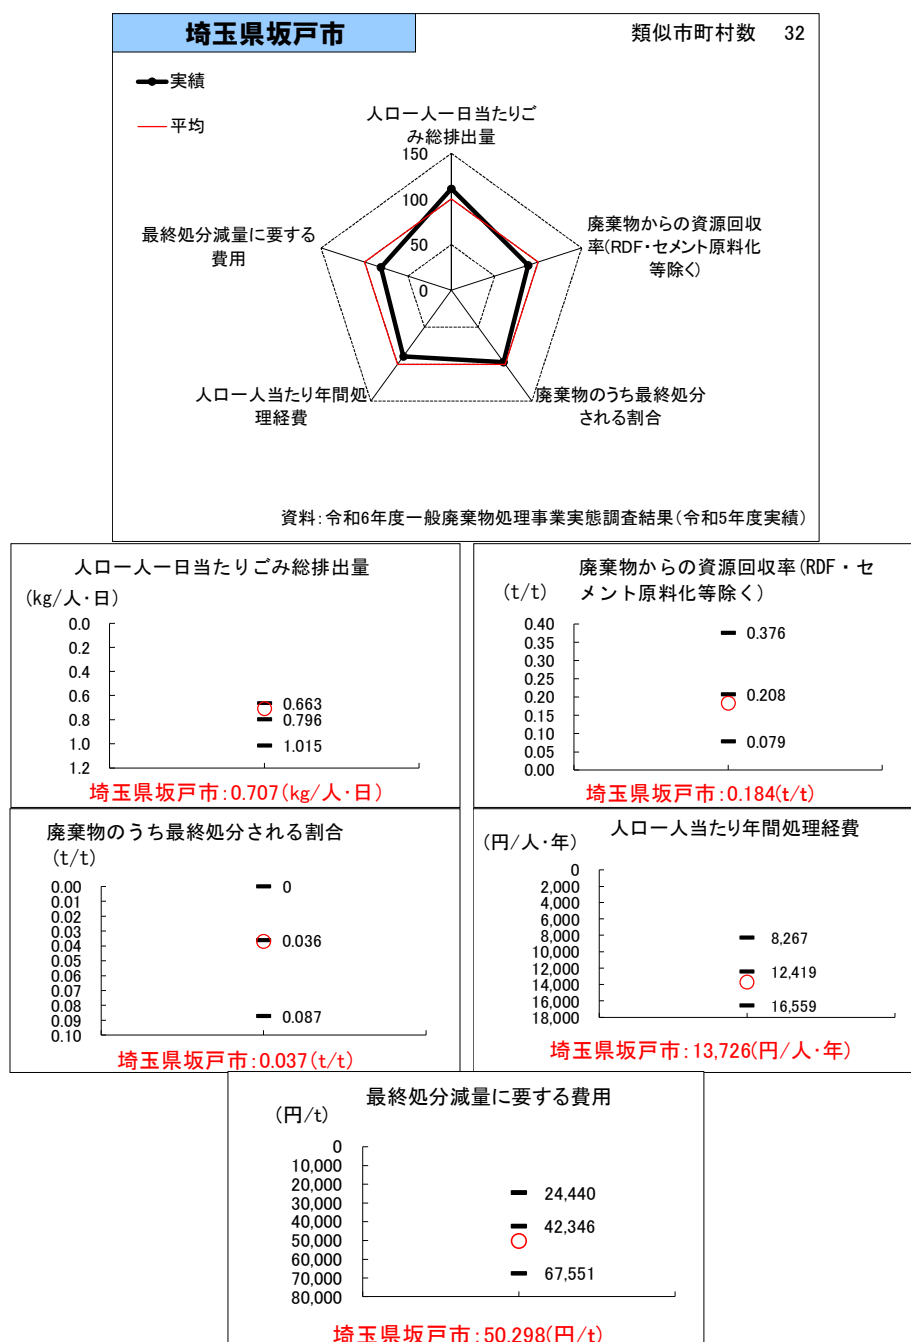 埼玉県坂戸市
類似市町村数 32
実績
平均
人口一人一日当たりご
み総排出量
150
100
50
0
廃棄物からの資源回収
率(RDF・セメント原料化
等除く)
最終処分減量に要する
費用
人口一人当たり年間処
理経費
廃棄物のうち最終処分
される割合
資料:令和6年度一般廃棄物処理事業実態調査結果(令和5年度実績)
人口一人一日当たりごみ総排出量
(kg/人・日)
0.0
0.2
0.4
0.6
0.8
1.0
1.2
0.663
0.796
1.015
埼玉県坂戸市:0.707(kg/人・日)
廃棄物からの資源回収率(RDF・セ
メント原料化等除く)
(t/t)
0.40
0.35
0.30
0.25
0.20
0.15
0.10
0.05
0.00
0.376
0.208
0.079
埼玉県坂戸市:0.184(t/t)
廃棄物のうち最終処分される割合
(t/t)
0.00
0.01
0.02
0.03
0.04
0.05
0.06
0.07
0.08
0.09
0.10
0
0.036
0.087
埼玉県坂戸市:0.037(t/t)
人口一人当たり年間処理経費
(円/人・年)
0
2,000
4,000
6,000
8,000
10,000
12,000
14,000
16,000
18,000
8,267
12,419
16,559
埼玉県坂戸市:13,726(円/人・年)
最終処分減量に要する費用
(円/t)
0
10,000
20,000
30,000
40,000
50,000
60,000
70,000
80,000
24,440
42,346
67,551
埼玉県坂戸市:50,298(円/t)